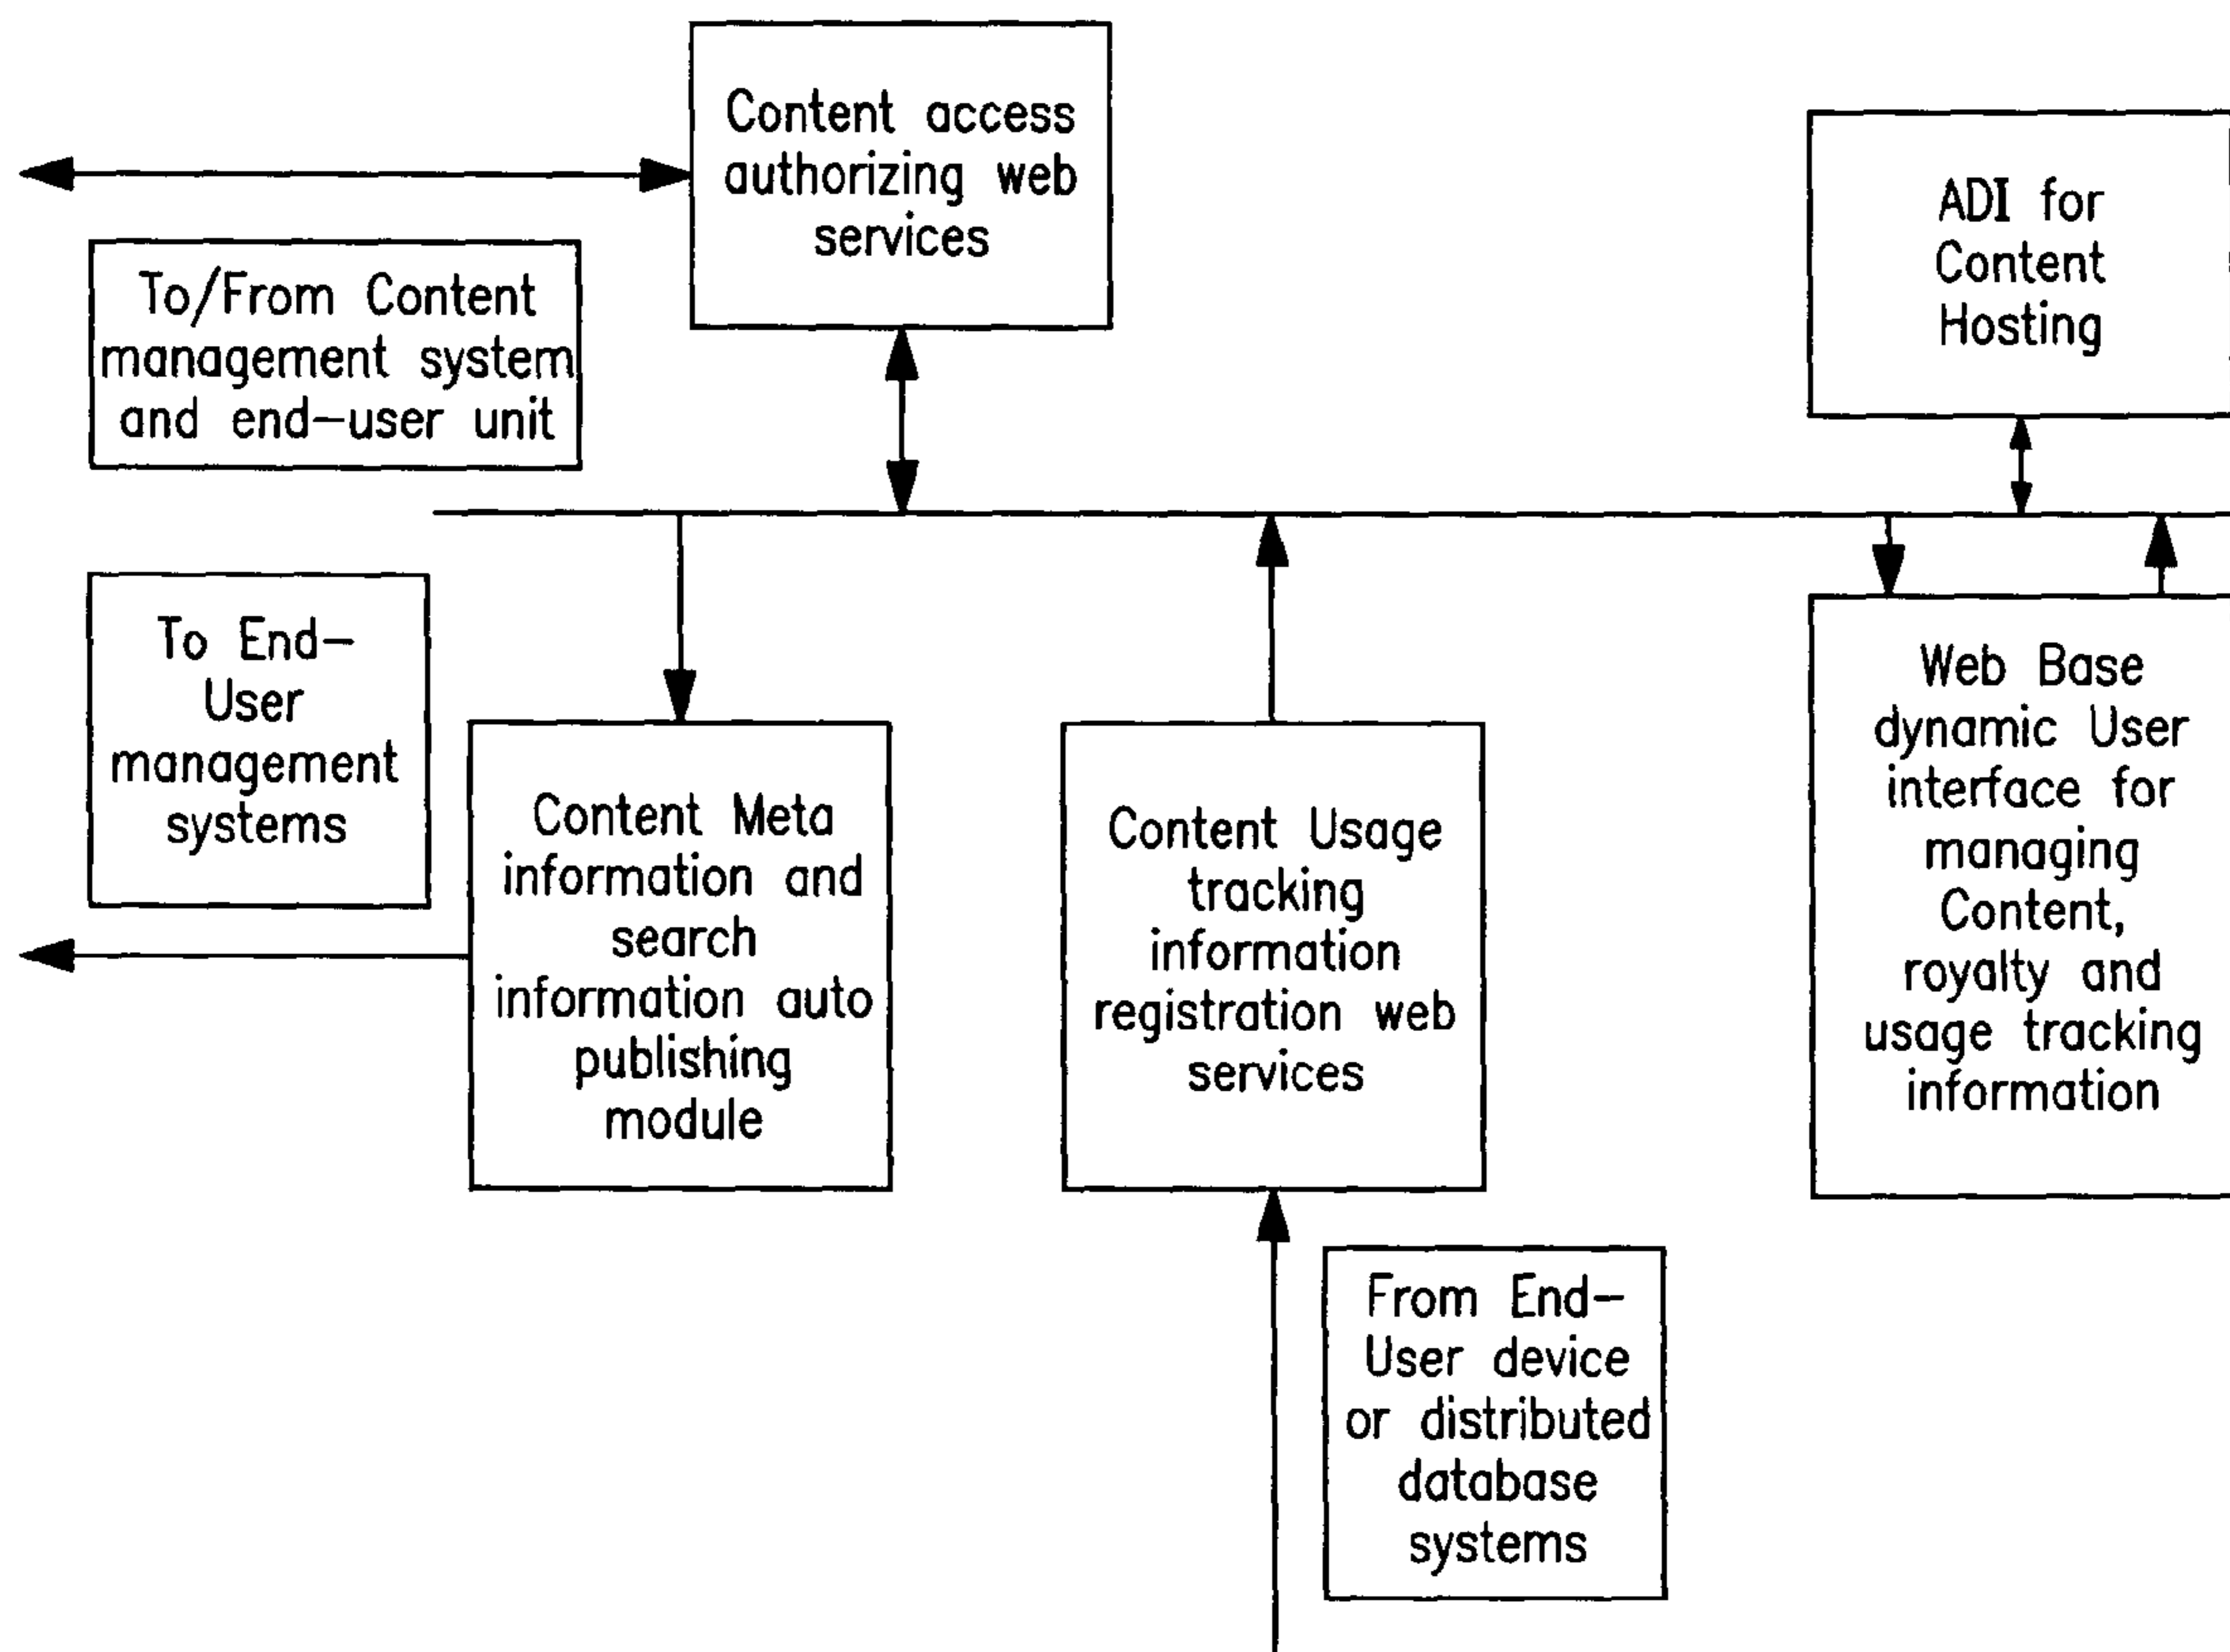 Content access
authorizing web
services
ADI for
Content
Hosting
To/From Content
management system
and end-user unit
To End-
User
management
systems
Content Meta
information and
search
information auto
publishing
module
Content Usage
tracking
information
registration web
services
Web Base
dynamic User
interface for
managing
Content,
royalty and
usage tracking
information
From End-
User device
or distributed
database
systems